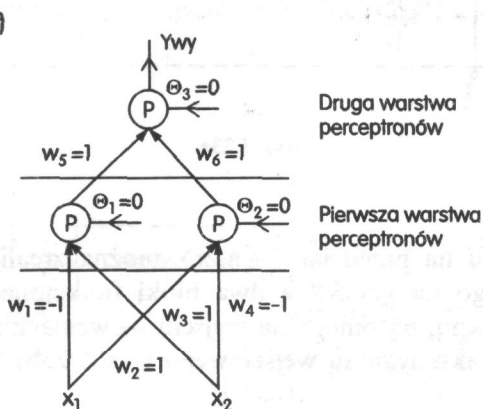 Ywy
Θ₃=0
P
Druga warstwa
perceptronów
w₅=1
w₆=1
Θ₁=0
Θ₂=0
P
P
Pierwsza warstwa
perceptronów
w₁=-1
w₃=1
w₄=-1
w₂=1
x₁
x₂